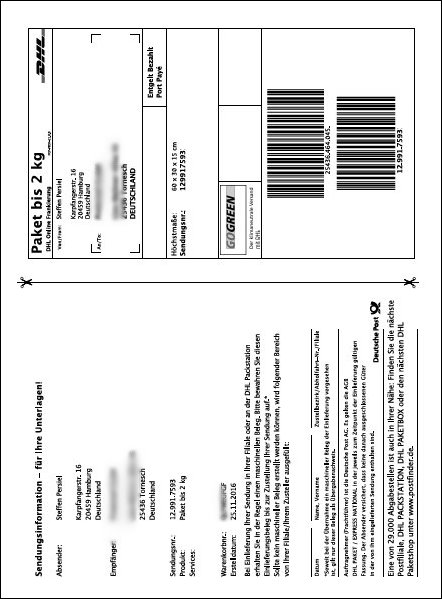 Paket bis 2 kg
DHL Online Frankierung
DHL
Von/From:
Steffen Persiel
Karpfangerstr. 16
20459 Hamburg
Deutschland
An/To:
25436 Tornesch
DEUTSCHLAND
Entgelt Bezahlt
Port Payé
Höchstmaße: 60 x 30 x 15 cm
Sendungsnr.: 129917593
GOGREEN
Der klimaneutrale Versand
mit DHL
25436.464.045.
12.991.7593
Sendungsinformation – für Ihre Unterlagen!
Absender: Steffen Persiel
Karpfangerstr. 16
20459 Hamburg
Deutschland
Empfänger:
25436 Tornesch
Deutschland
Sendungsnr.: 12.991.7593
Produkt: Paket bis 2 kg
Services:
Warenkorbnr.:
Erstelldatum: 25.11.2016
Bei Einlieferung Ihrer Sendung in Ihrer Filiale oder an der DHL Packstation
erhalten Sie in der Regel einen maschinellen Beleg. Bitte bewahren Sie diesen
Einlieferungsbeleg bis zur Zustellung Ihrer Sendung auf.
Sollte kein maschineller Beleg erstellt werden können, wird folgender Bereich
von Ihrer Filiale/Ihrem Zusteller ausgefüllt:
Datum Name, Vorname Zustellbezirk/Abholfahrt-Nr./Filiale
*Soweit bei der Übergabe ein maschineller Beleg der Einlieferung vorgesehen
ist, gilt nur dieser Beleg als Übergabenachweis.
Auftragnehmer (Frachtführer) ist die Deutsche Post AG. Es gelten die AGB
DHL PAKET / EXPRESS NATIONAL in der jeweils zum Zeitpunkt der Einlieferung gültigen
Fassung. Der Absender versichert, dass keine danach ausgeschlossenen Güter
in der von ihm eingelieferten Sendung enthalten sind.
Deutsche Post
Eine von 29.000 Abgabestellen ist auch in Ihrer Nähe: Finden Sie die nächste
Postfiliale, DHL PACKSTATION, DHL PAKETBOX oder den nächsten DHL
Paketshop unter www.postfinder.de.